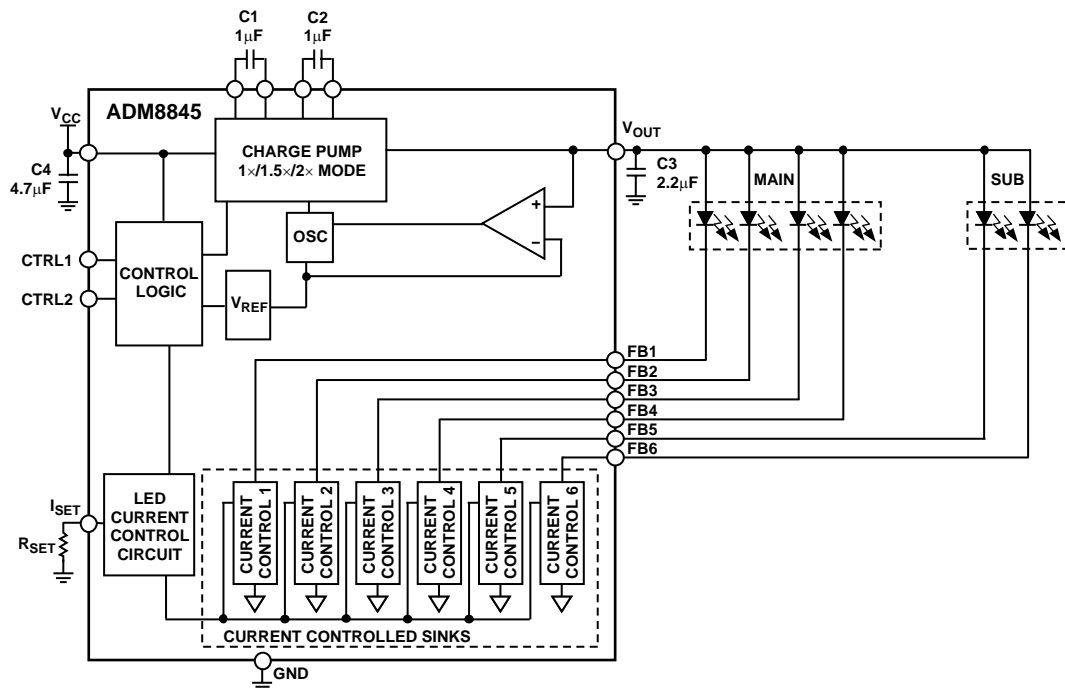 C1
1µF
C2
1µF
ADM8845
VCC
C4
4.7µF
CHARGE PUMP
1×/1.5×/2× MODE
VOUT
C3
2.2µF
MAIN
SUB
OSC
+
–
CTRL1
CTRL2
CONTROL
LOGIC
VREF
FB1
FB2
FB3
FB4
FB5
FB6
ISET
RSET
LED
CURRENT
CONTROL
CIRCUIT
CURRENT
CONTROL 1
CURRENT
CONTROL 2
CURRENT
CONTROL 3
CURRENT
CONTROL 4
CURRENT
CONTROL 5
CURRENT
CONTROL 6
CURRENT CONTROLLED SINKS
GND